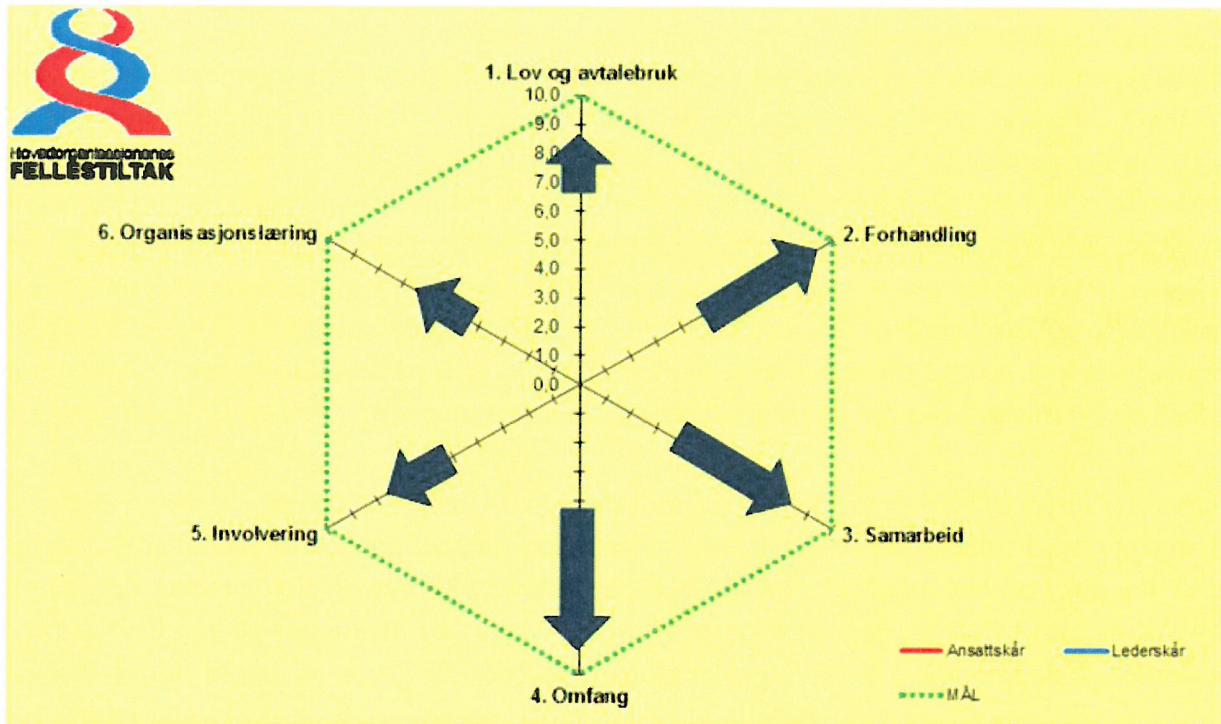 Hovedorganisasjonenes
FELLESTILTAK
1. Lov og avtalebruk
10,0
9,0
8,0
7,0
6,0
5,0
4,0
3,0
2,0
1,0
0,0
2. Forhandling
3. Samarbeid
4. Omfang
5. Involvering
6. Organisasjonslæring
Ansattskår
Lederskår
MÅL